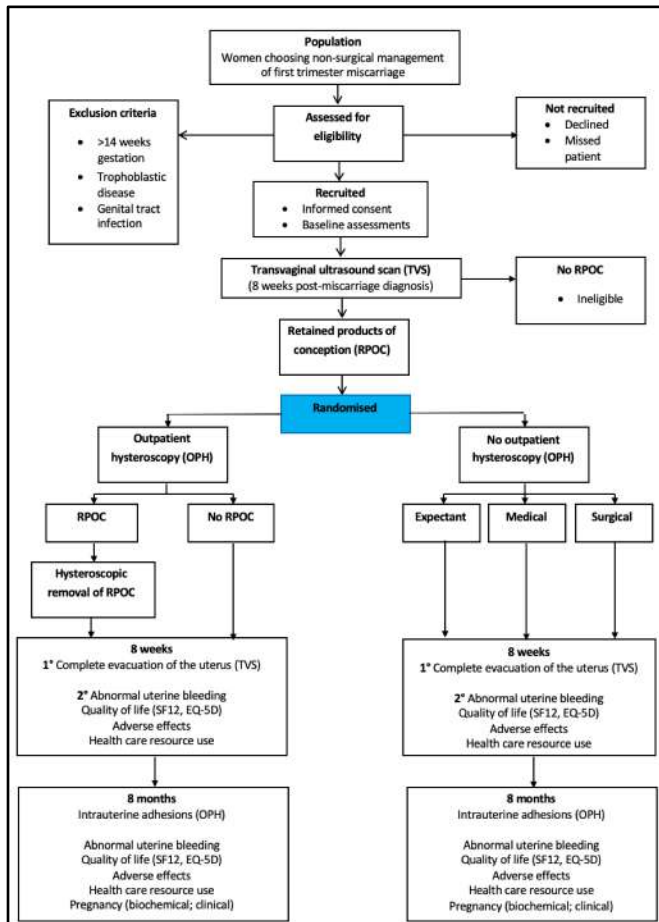 Population
Women choosing non-surgical management
of first trimester miscarriage
Exclusion criteria
• >14 weeks
gestation
• Trophoblastic
disease
• Genital tract
infection
Assessed for
eligibility
Not recruited
• Declined
• Missed
patient
Recruited
• Informed consent
• Baseline assessments
Transvaginal ultrasound scan (TVS)
(8 weeks post-miscarriage diagnosis)
No RPOC
• Ineligible
Retained products of
conception (RPOC)
Randomised
Outpatient
hysteroscopy (OPH)
No outpatient
hysteroscopy (OPH)
RPOC
No RPOC
Expectant
Medical
Surgical
Hysteroscopic
removal of RPOC
8 weeks
1° Complete evacuation of the uterus (TVS)
2° Abnormal uterine bleeding
Quality of life (SF12, EQ-5D)
Adverse effects
Health care resource use
8 weeks
1° Complete evacuation of the uterus (TVS)
2° Abnormal uterine bleeding
Quality of life (SF12, EQ-5D)
Adverse effects
Health care resource use
8 months
Intrauterine adhesions (OPH)
Abnormal uterine bleeding
Quality of life (SF12, EQ-5D)
Adverse effects
Health care resource use
Pregnancy (biochemical; clinical)
8 months
Intrauterine adhesions (OPH)
Abnormal uterine bleeding
Quality of life (SF12, EQ-5D)
Adverse effects
Health care resource use
Pregnancy (biochemical; clinical)